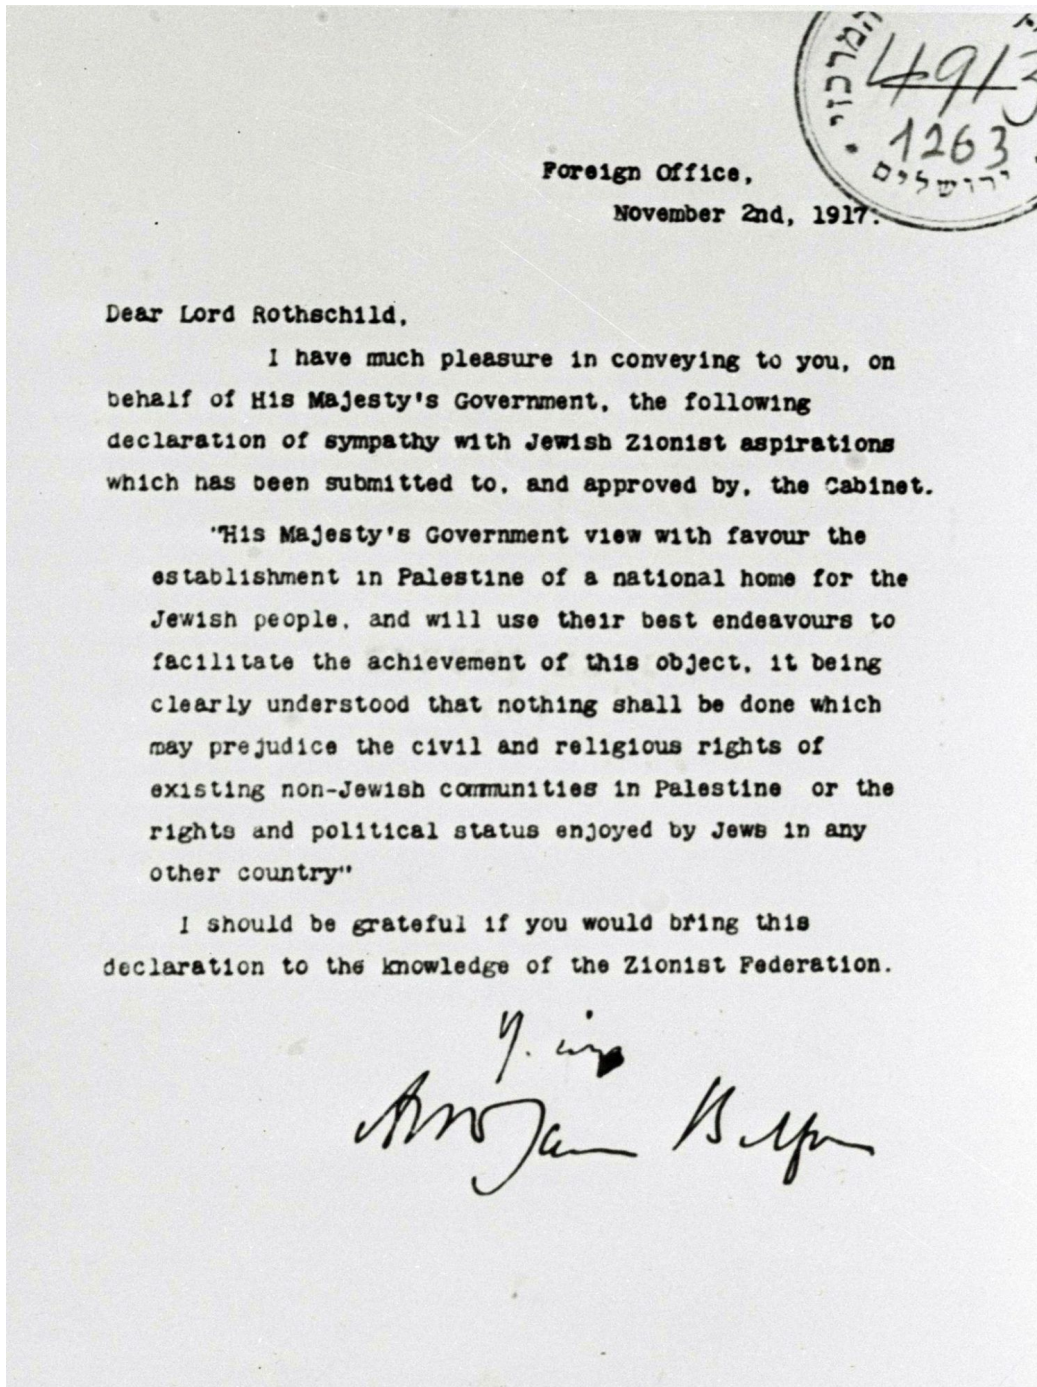 המרכזי
4913
1263
ירושלים
Foreign Office,
November 2nd, 1917.
Dear Lord Rothschild,
I have much pleasure in conveying to you, on
behalf of His Majesty's Government, the following
declaration of sympathy with Jewish Zionist aspirations
which has been submitted to, and approved by, the Cabinet.
"His Majesty's Government view with favour the
establishment in Palestine of a national home for the
Jewish people, and will use their best endeavours to
facilitate the achievement of this object, it being
clearly understood that nothing shall be done which
may prejudice the civil and religious rights of
existing non-Jewish communities in Palestine or the
rights and political status enjoyed by Jews in any
other country"
I should be grateful if you would bring this
declaration to the knowledge of the Zionist Federation.
Arthur James Balfour